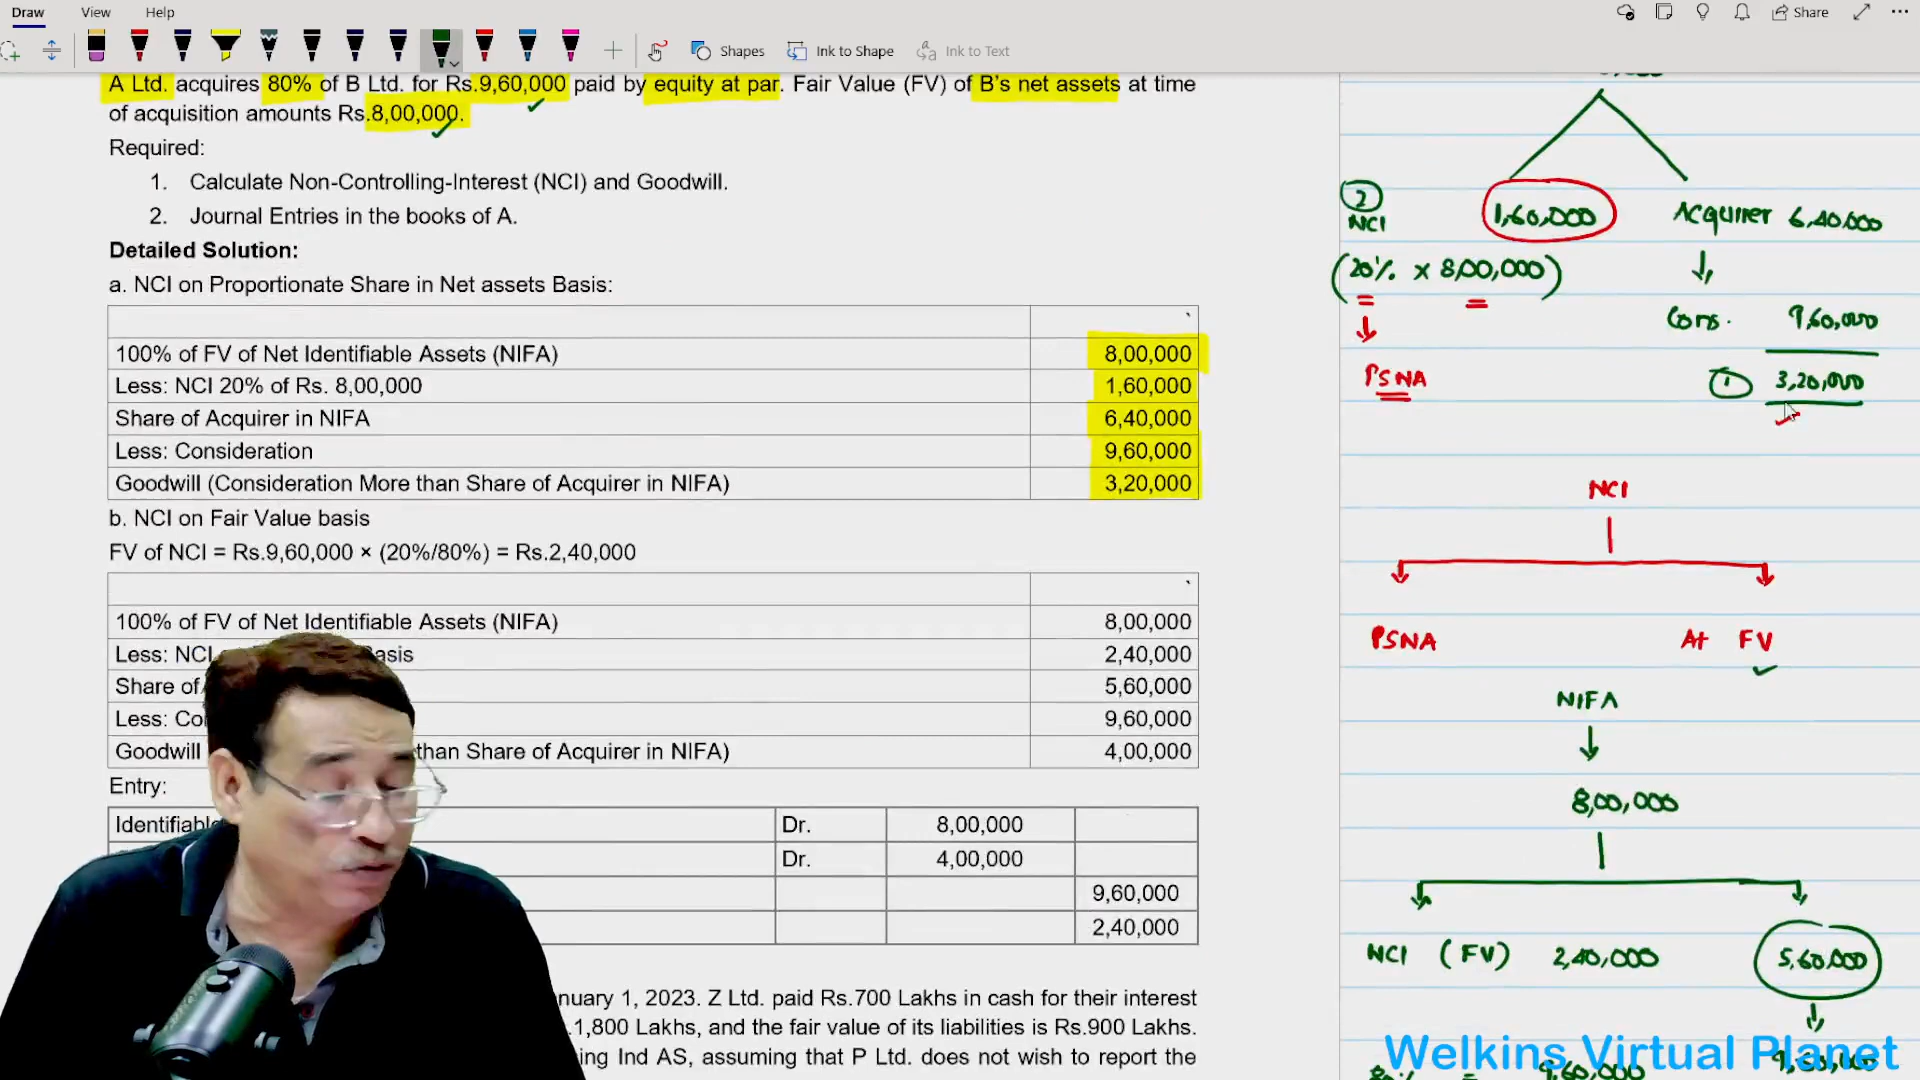 Draw View Help Share
Shapes Ink to Shape Ink to Text
A Ltd. acquires 80% of B Ltd. for Rs.9,60,000 paid by equity at par. Fair Value (FV) of B's net assets at time
of acquisition amounts Rs.8,00,000.
Required:
1. Calculate Non-Controlling-Interest (NCI) and Goodwill.
2. Journal Entries in the books of A.
Detailed Solution:
a. NCI on Proportionate Share in Net assets Basis:
`
100% of FV of Net Identifiable Assets (NIFA) 8,00,000
Less: NCI 20% of Rs. 8,00,000 1,60,000
Share of Acquirer in NIFA 6,40,000
Less: Consideration 9,60,000
Goodwill (Consideration More than Share of Acquirer in NIFA) 3,20,000
b. NCI on Fair Value basis
FV of NCI = Rs.9,60,000 × (20%/80%) = Rs.2,40,000
`
100% of FV of Net Identifiable Assets (NIFA) 8,00,000
Less: NCI asis 2,40,000
Share of 5,60,000
Less: Co 9,60,000
Goodwill than Share of Acquirer in NIFA) 4,00,000
Entry:
Identifiabl Dr. 8,00,000
Dr. 4,00,000
9,60,000
2,40,000
nuary 1, 2023. Z Ltd. paid Rs.700 Lakhs in cash for their interest
.1,800 Lakhs, and the fair value of its liabilities is Rs.900 Lakhs.
ing Ind AS, assuming that P Ltd. does not wish to report the
2
NCI 1,60,000 Acquirer 6,40,000
(20% × 8,00,000)
Cons. 9,60,000
PSNA 1 3,20,000
NCI
PSNA At FV
NIFA
8,00,000
NCI (FV) 2,40,000 5,60,000
80% = 9,60,000 9,60,000
Welkins Virtual Planet